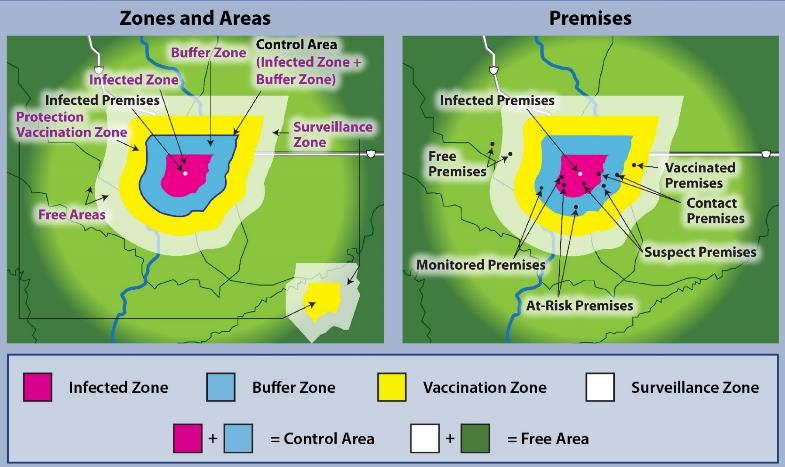 Zones and Areas
Buffer Zone
Control Area
(Infected Zone +
Buffer Zone)
Infected Zone
Infected Premises
Protection
Vaccination Zone
Surveillance
Zone
Free Areas
Premises
Infected Premises
Free
Premises
Vaccinated
Premises
Contact
Premises
Suspect Premises
Monitored Premises
At-Risk Premises
Infected Zone
Buffer Zone
Vaccination Zone
Surveillance Zone
+ = Control Area
+ = Free Area